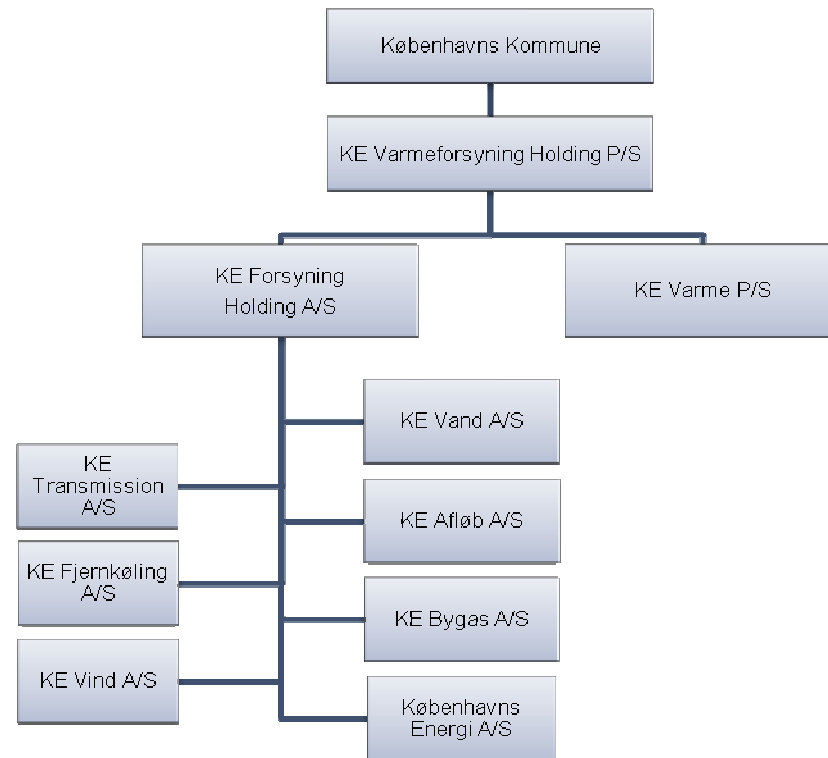 Københavns Kommune
KE Varmeforsyning Holding P/S
KE Forsyning
Holding A/S
KE Varme P/S
KE Vand A/S
KE
Transmission
A/S
KE Afløb A/S
KE Fjernkøling
A/S
KE Bygas A/S
KE Vind A/S
Københavns
Energi A/S